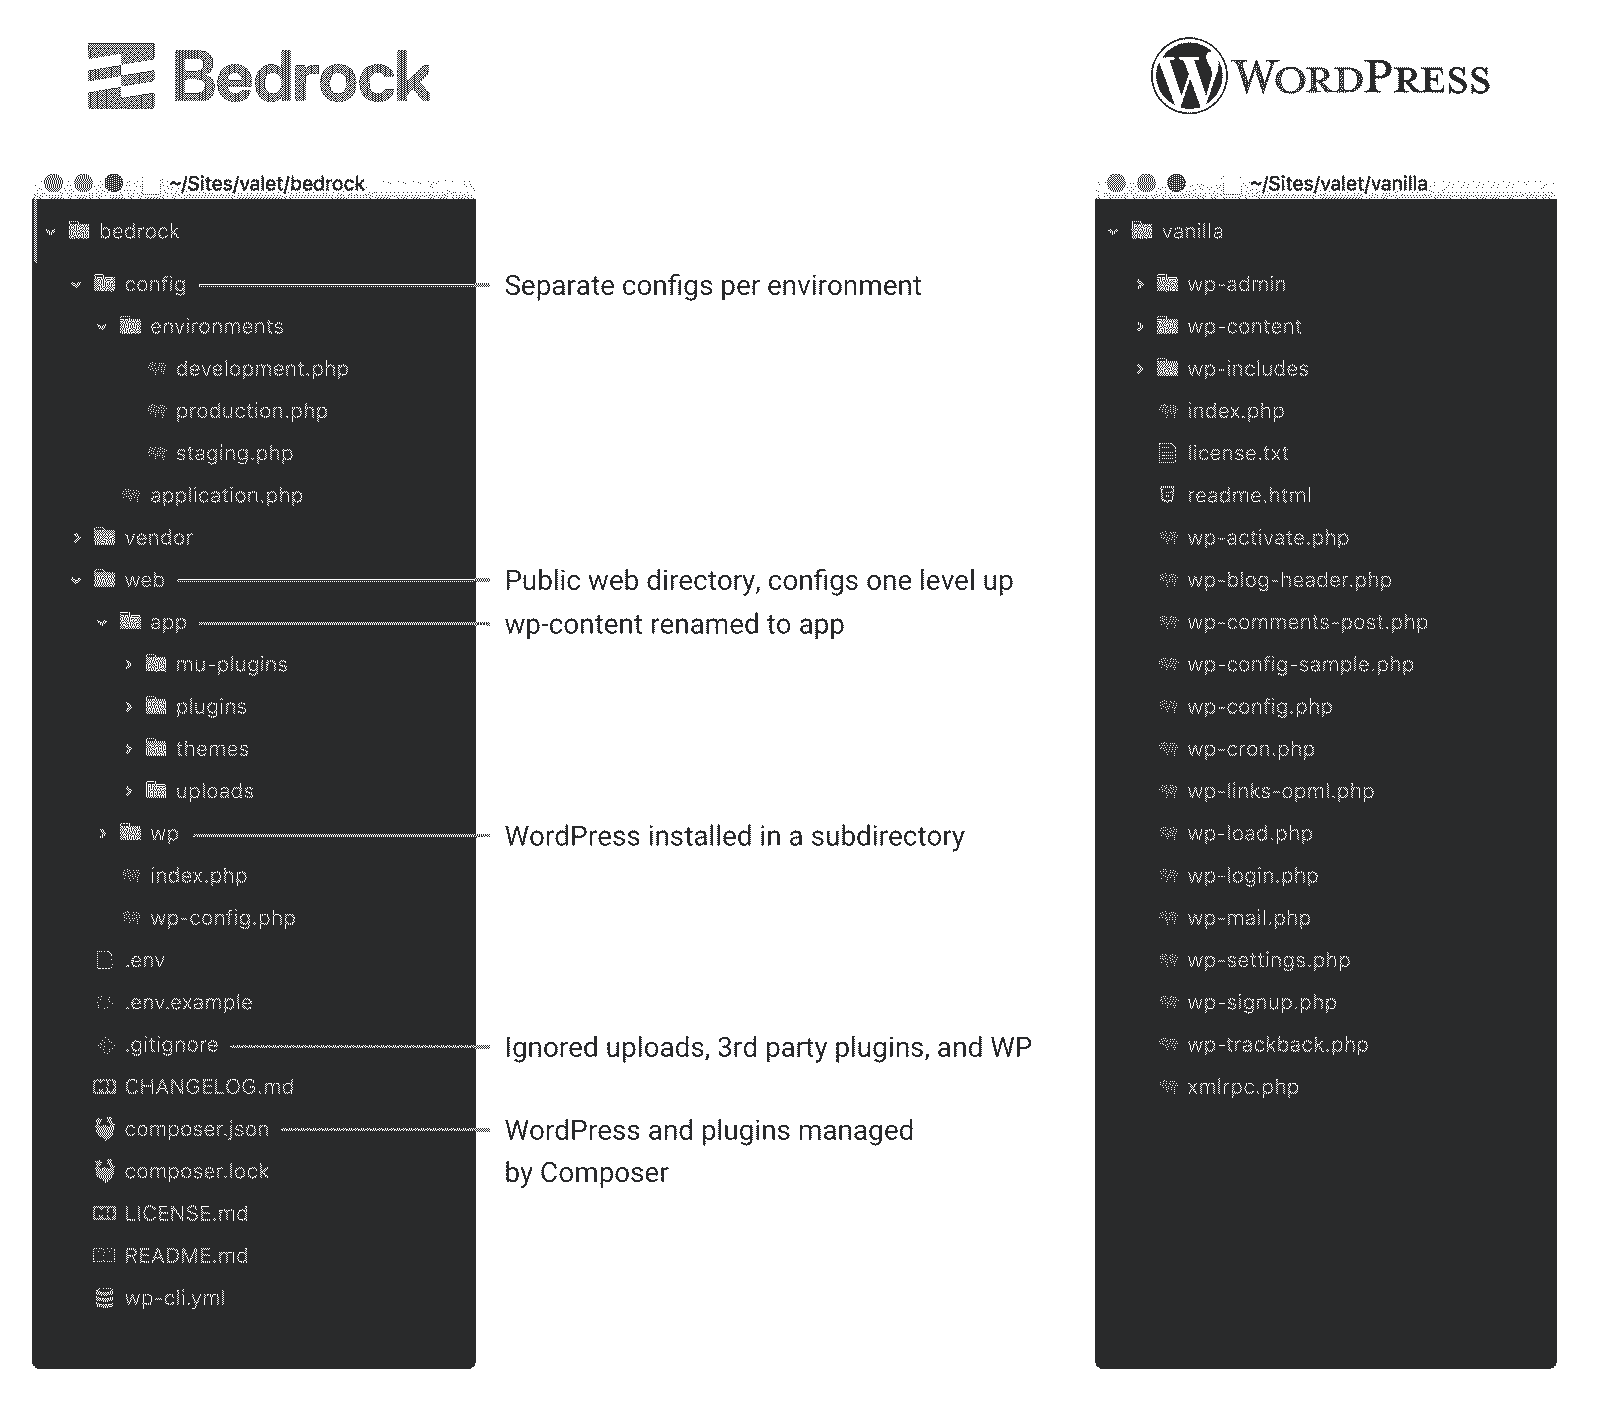 Bedrock
WORDPRESS
~/Sites/valet/bedrock
bedrock
config
Separate configs per environment
environments
development.php
production.php
staging.php
application.php
vendor
web
Public web directory, configs one level up
app
wp-content renamed to app
mu-plugins
plugins
themes
uploads
wp
WordPress installed in a subdirectory
index.php
wp-config.php
.env
.env.example
.gitignore
Ignored uploads, 3rd party plugins, and WP
CHANGELOG.md
composer.json
WordPress and plugins managed
by Composer
composer.lock
LICENSE.md
README.md
wp-cli.yml
~/Sites/valet/vanilla
vanilla
wp-admin
wp-content
wp-includes
index.php
license.txt
readme.html
wp-activate.php
wp-blog-header.php
wp-comments-post.php
wp-config-sample.php
wp-config.php
wp-cron.php
wp-links-opml.php
wp-load.php
wp-login.php
wp-mail.php
wp-settings.php
wp-signup.php
wp-trackback.php
xmlrpc.php